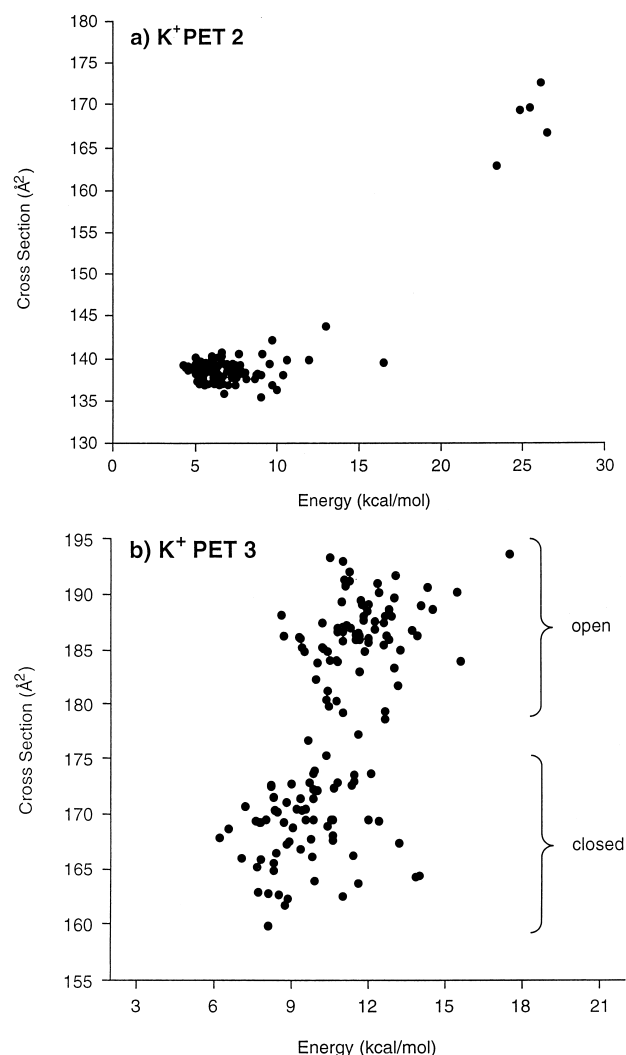 a) K+PET 2
180
175
170
165
160
155
150
145
140
135
130
Cross Section (Å2)
0 5 10 15 20 25 30
Energy (kcal/mol)
b) K+ PET 3
195
190
185
180
175
170
165
160
155
Cross Section (Å2)
open
closed
3 6 9 12 15 18 21
Energy (kcal/mol)